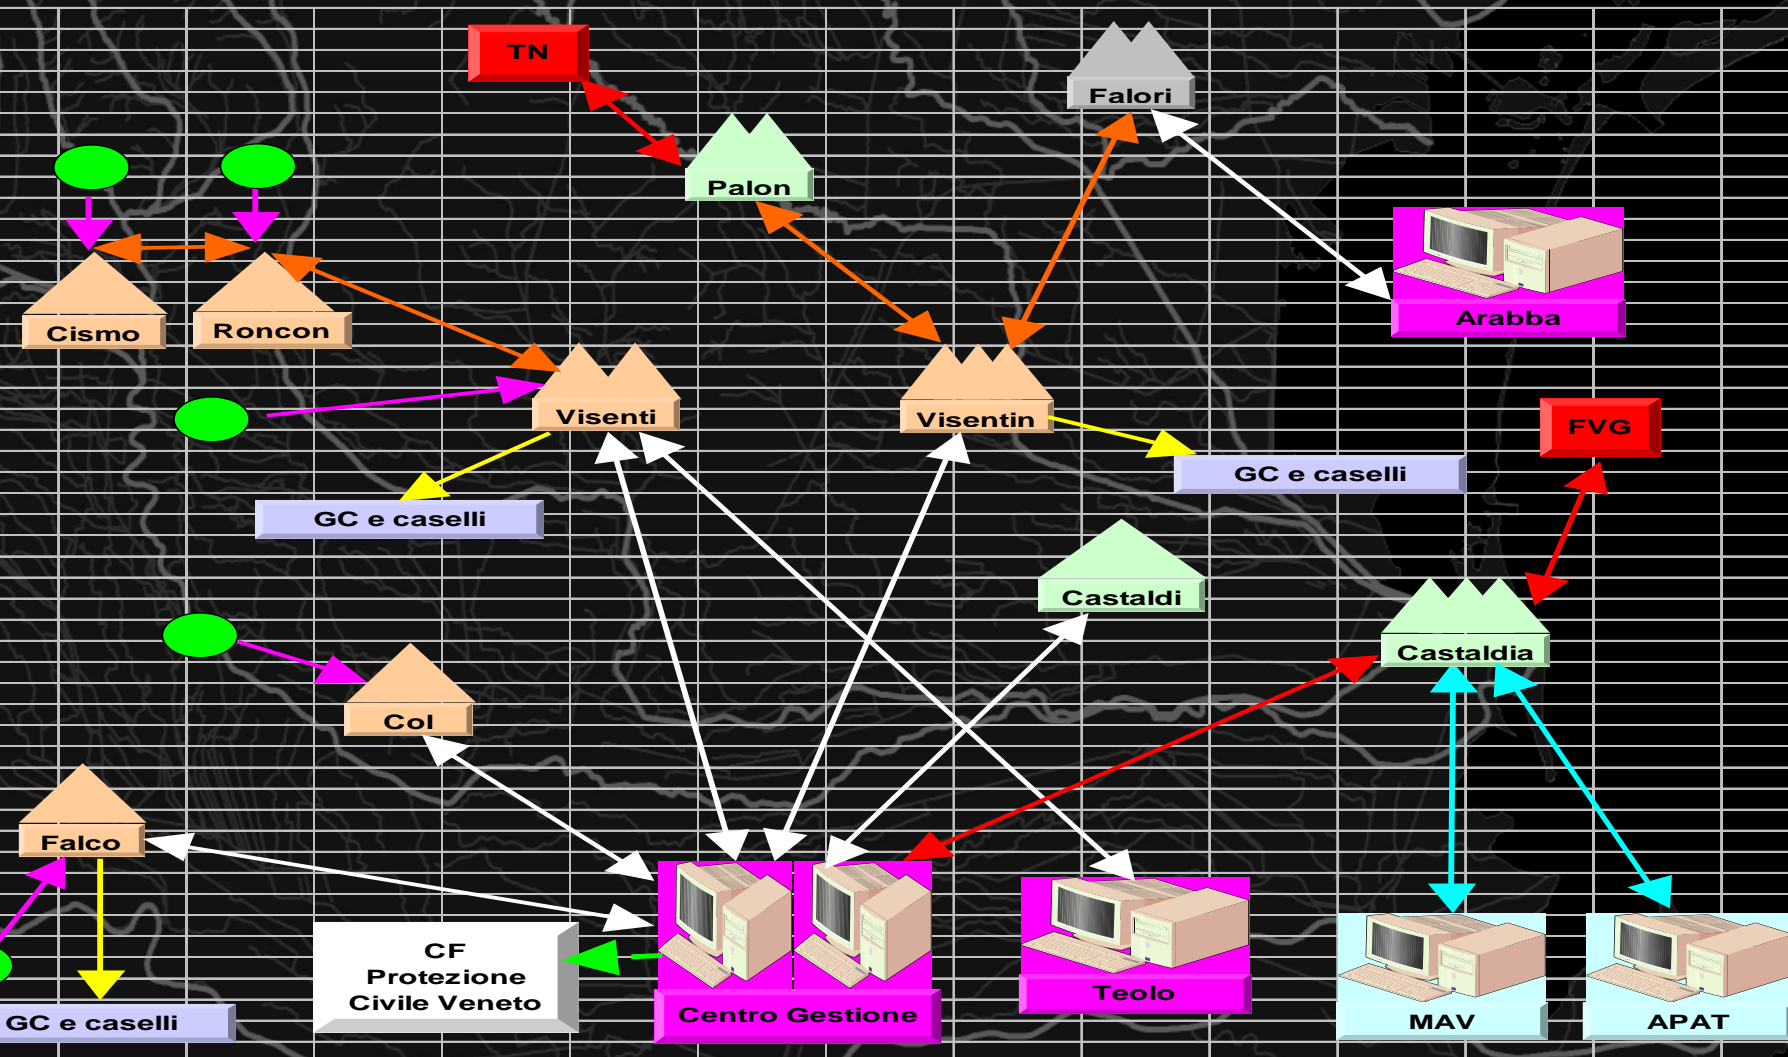 TN
Falori
Palon
Arabba
Cismo
Roncon
Visenti
Visentin
FVG
GC e caselli
GC e caselli
Castaldi
Castaldia
Col
Falco
CF
Protezione
Civile Veneto
Teolo
Centro Gestione
GC e caselli
MAV
APAT